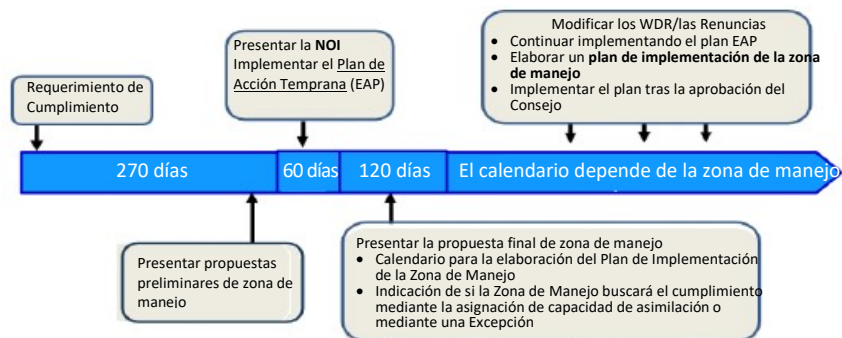 Requerimiento de
Cumplimiento
Presentar la NOI
Implementar el Plan de
Acción Temprana (EAP)
Modificar los WDR/las Renuncias
• Continuar implementando el plan EAP
• Elaborar un plan de implementación de la zona
de manejo
• Implementar el plan tras la aprobación del
Consejo
270 días
60 días
120 días
El calendario depende de la zona de manejo
Presentar propuestas
preliminares de zona de
manejo
Presentar la propuesta final de zona de manejo
• Calendario para la elaboración del Plan de Implementación
de la Zona de Manejo
• Indicación de si la Zona de Manejo buscará el cumplimiento
mediante la asignación de capacidad de asimilación o
mediante una Excepción